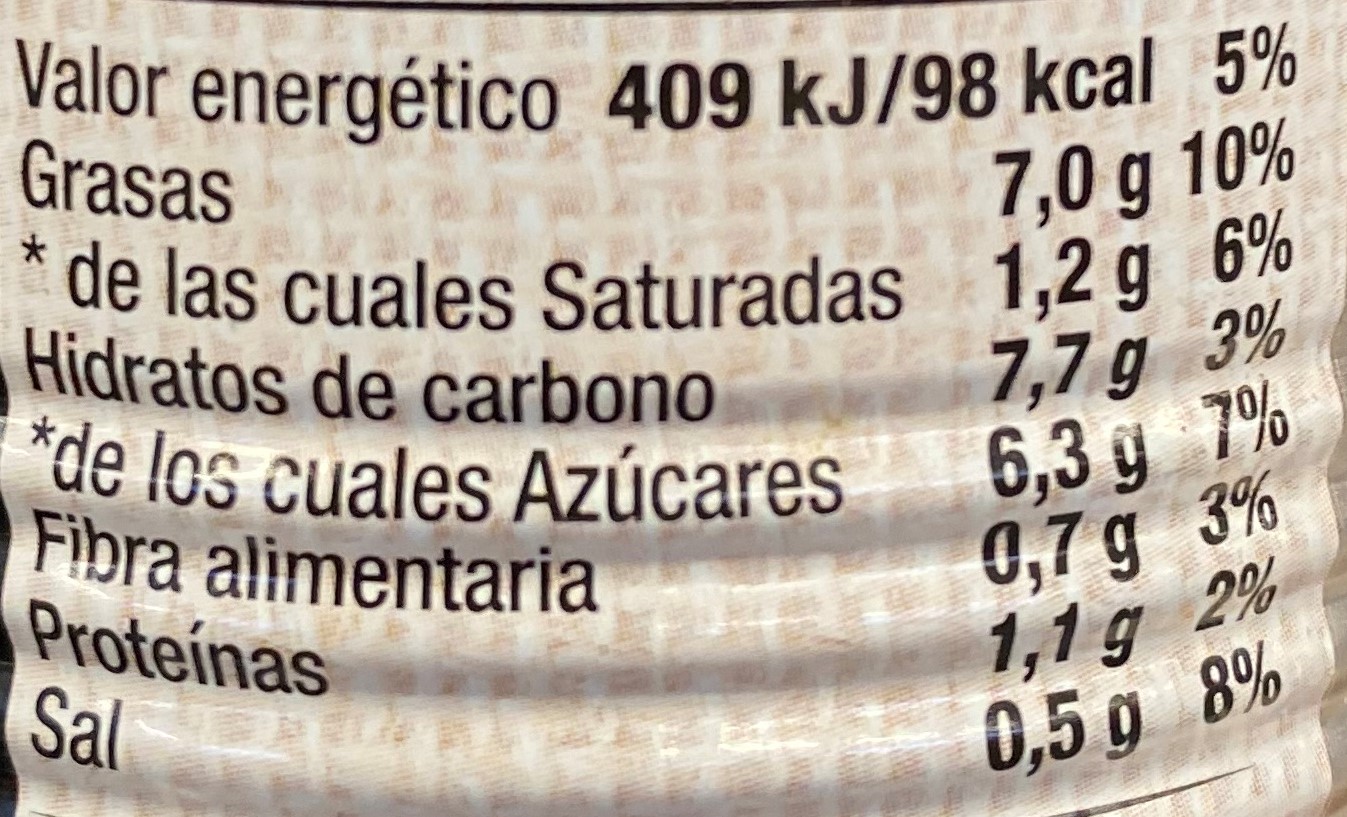 Valor energético 409 kJ/98 kcal 5%
Grasas 7,0 g 10%
* de las cuales Saturadas 1,2 g 6%
Hidratos de carbono 7,7 g 3%
*de los cuales Azúcares 6,3 g 7%
Fibra alimentaria 0,7 g 3%
Proteínas 1,1 g 2%
Sal 0,5 g 8%